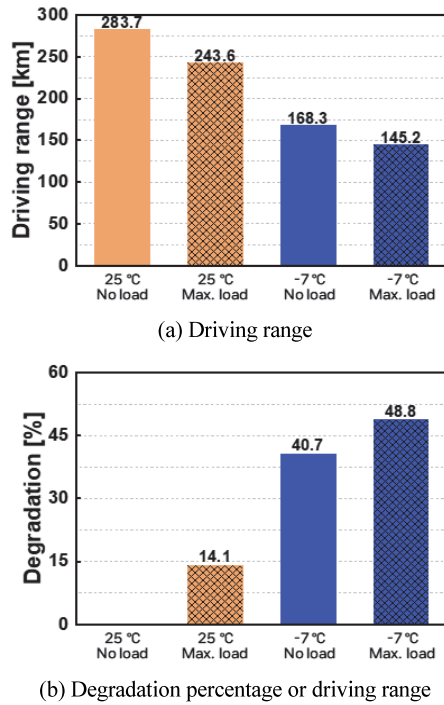 Driving range [km]
300
250
200
150
100
50
0
283.7
243.6
168.3
145.2
25 ℃ 25 ℃ -7 ℃ -7 ℃
No load Max. load No load Max. load
(a) Driving range
Degradation [%]
60
45
30
15
0
14.1
40.7
48.8
25 ℃ 25 ℃ -7 ℃ -7 ℃
No load Max. load No load Max. load
(b) Degradation percentage or driving range